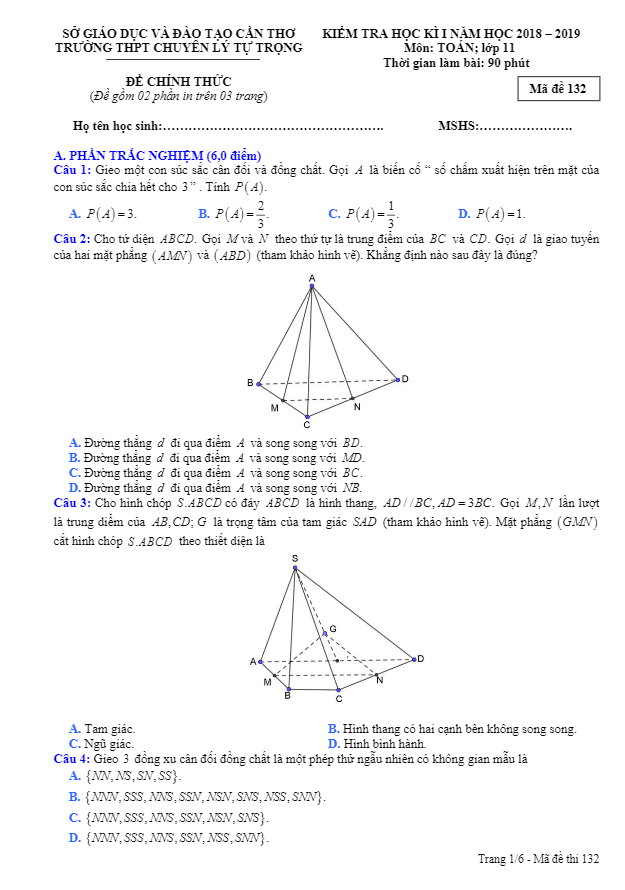 SỞ GIÁO DỤC VÀ ĐÀO TẠO CẦN THƠ
TRƯỜNG THPT CHUYÊN LÝ TỰ TRỌNG
KIỂM TRA HỌC KÌ I NĂM HỌC 2018 – 2019
Môn: TOÁN; lớp 11
Thời gian làm bài: 90 phút
ĐỀ CHÍNH THỨC
(Đề gồm 02 phần in trên 03 trang)
Mã đề 132
Họ tên học sinh:……………………………………………….
MSHS:………………….
A. PHẦN TRẮC NGHIỆM (6,0 điểm)
Câu 1: Gieo một con súc sắc cân đối và đồng chất. Gọi A là biến cố “ số chấm xuất hiện trên mặt của
con súc sắc chia hết cho 3 ” . Tính P(A).
A. P(A)=3. B. P(A)=2/3. C. P(A)=1/3. D. P(A)=1.
Câu 2: Cho tứ diện ABCD. Gọi M và N theo thứ tự là trung điểm của BC và CD. Gọi d là giao tuyến
của hai mặt phẳng (AMN) và (ABD) (tham khảo hình vẽ). Khẳng định nào sau đây là đúng?
A
B
D
M
N
C
A. Đường thẳng d đi qua điểm A và song song với BD.
B. Đường thẳng d đi qua điểm A và song song với MD.
C. Đường thẳng d đi qua điểm A và song song với BC.
D. Đường thẳng d đi qua điểm A và song song với NB.
Câu 3: Cho hình chóp S.ABCD có đáy ABCD là hình thang, AD//BC, AD=3BC. Gọi M,N lần lượt
là trung điểm của AB,CD; G là trọng tâm của tam giác SAD (tham khảo hình vẽ). Mặt phẳng (GMN)
cắt hình chóp S.ABCD theo thiết diện là
S
G
A
D
M
N
B
C
A. Tam giác. B. Hình thang có hai cạnh bên không song song.
C. Ngũ giác. D. Hình bình hành.
Câu 4: Gieo 3 đồng xu cân đối đồng chất là một phép thử ngẫu nhiên có không gian mẫu là
A. {NN, NS, SN, SS}.
B. {NNN, SSS, NNS, SSN, NSN, SNS, NSS, SNN}.
C. {NNN, SSS, NNS, SSN, NSN, SNS}.
D. {NNN, SSS, NNS, SSN, NSS, SNN}.
Trang 1/6 - Mã đề thi 132